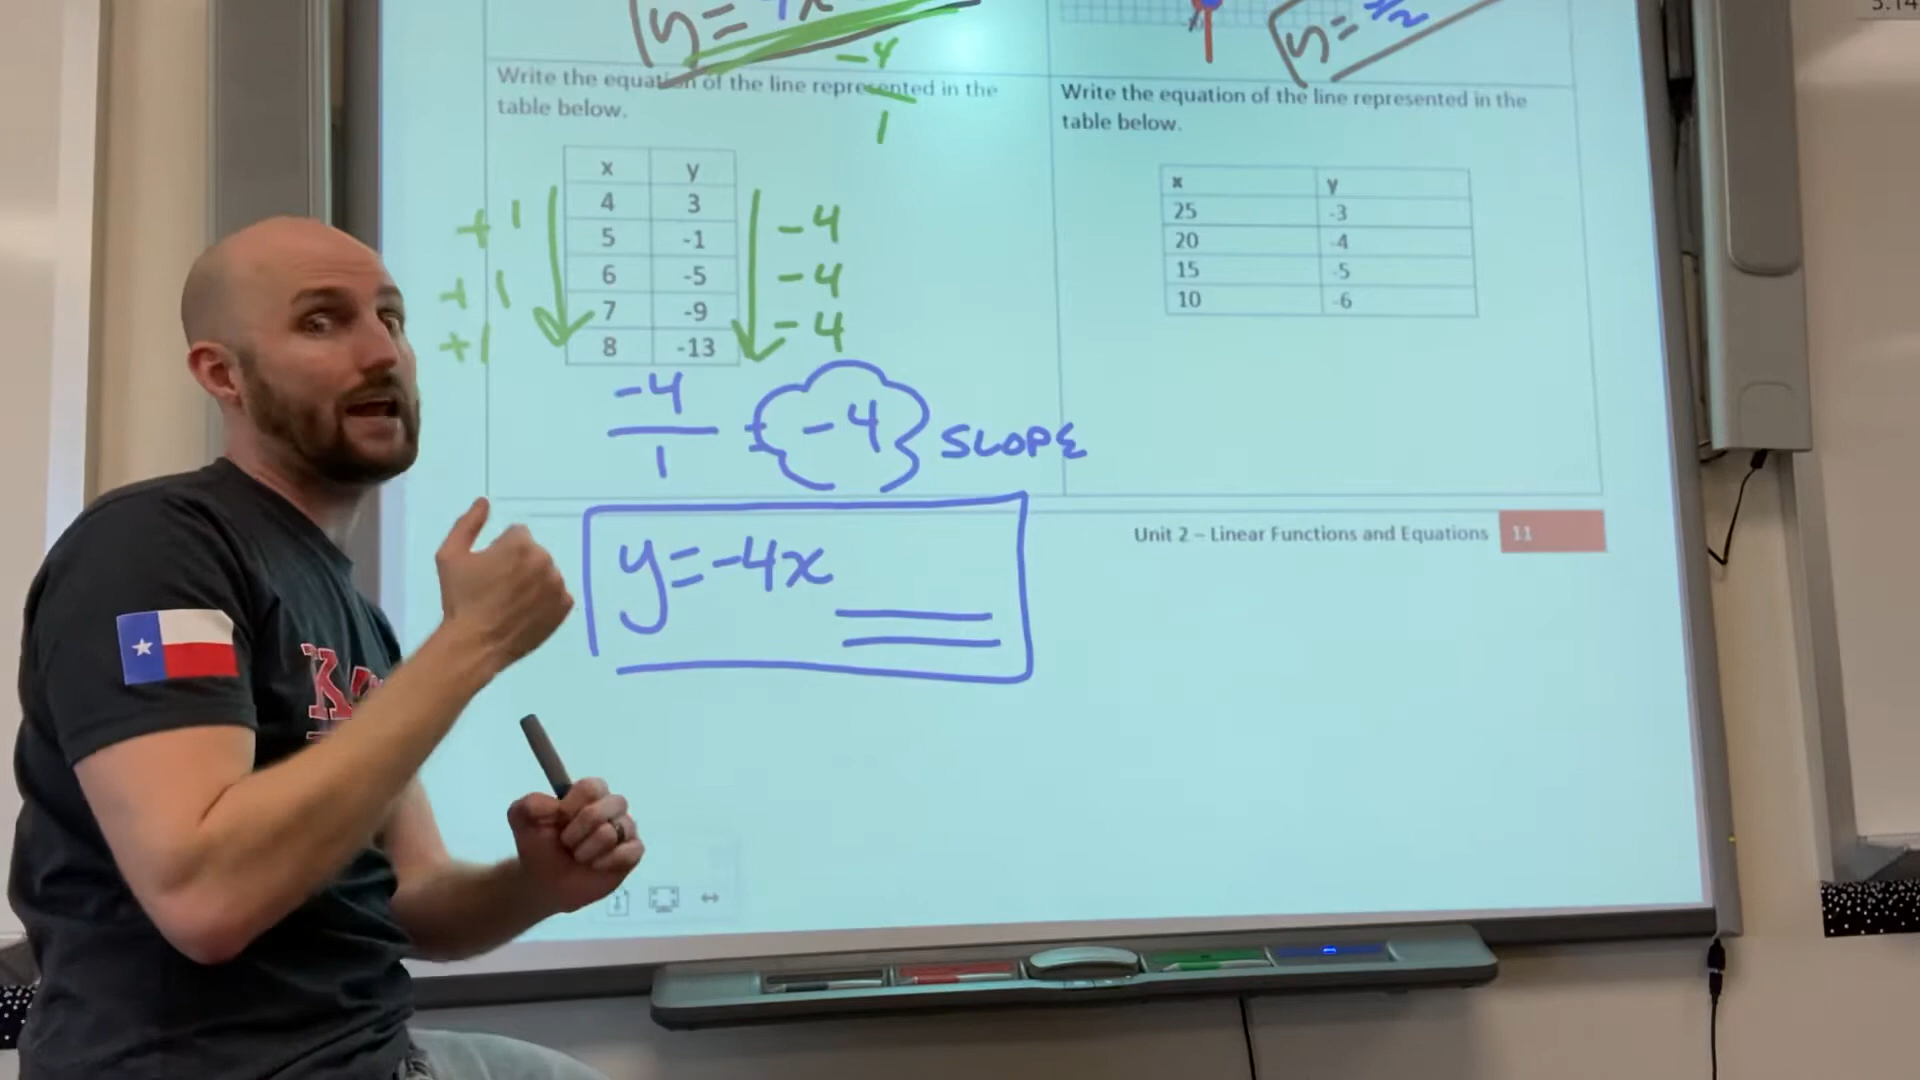 y=
-4
1
y=
Write the equation of the line represented in the
table below.
x y
4 3
5 -1
6 -5
7 -9
8 -13
+1
+1
+1
-4
-4
-4
-4
1
= -4 SLOPE
y=-4x
Write the equation of the line represented in the
table below.
x y
25 -3
20 -4
15 -5
10 -6
Unit 2 – Linear Functions and Equations 11